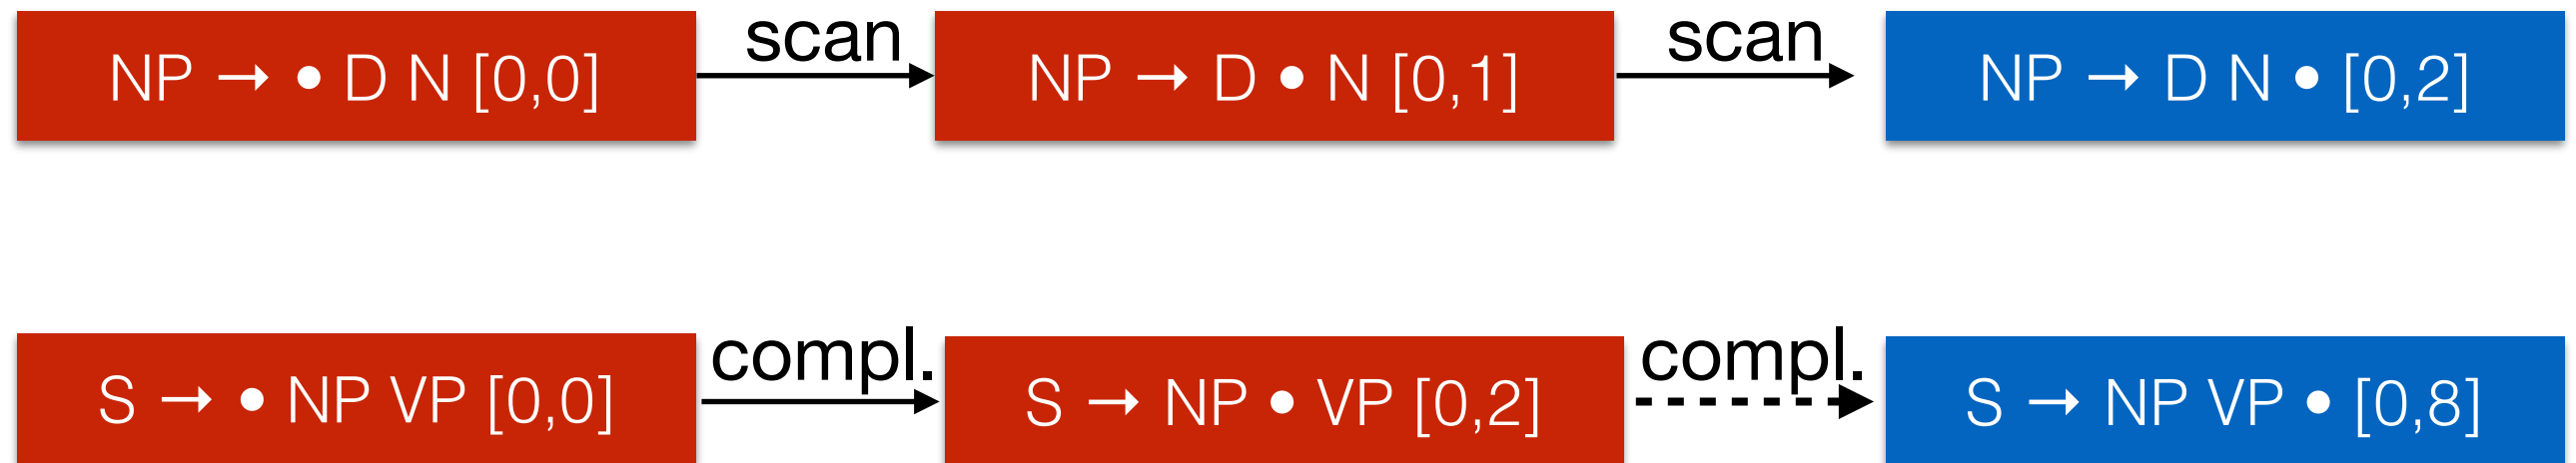 scan scan
NP → • D N [0,0] NP → D • N [0,1] NP → D N • [0,2]
compl. compl.
S → • NP VP [0,0] S → NP • VP [0,2] S → NP VP • [0,8]